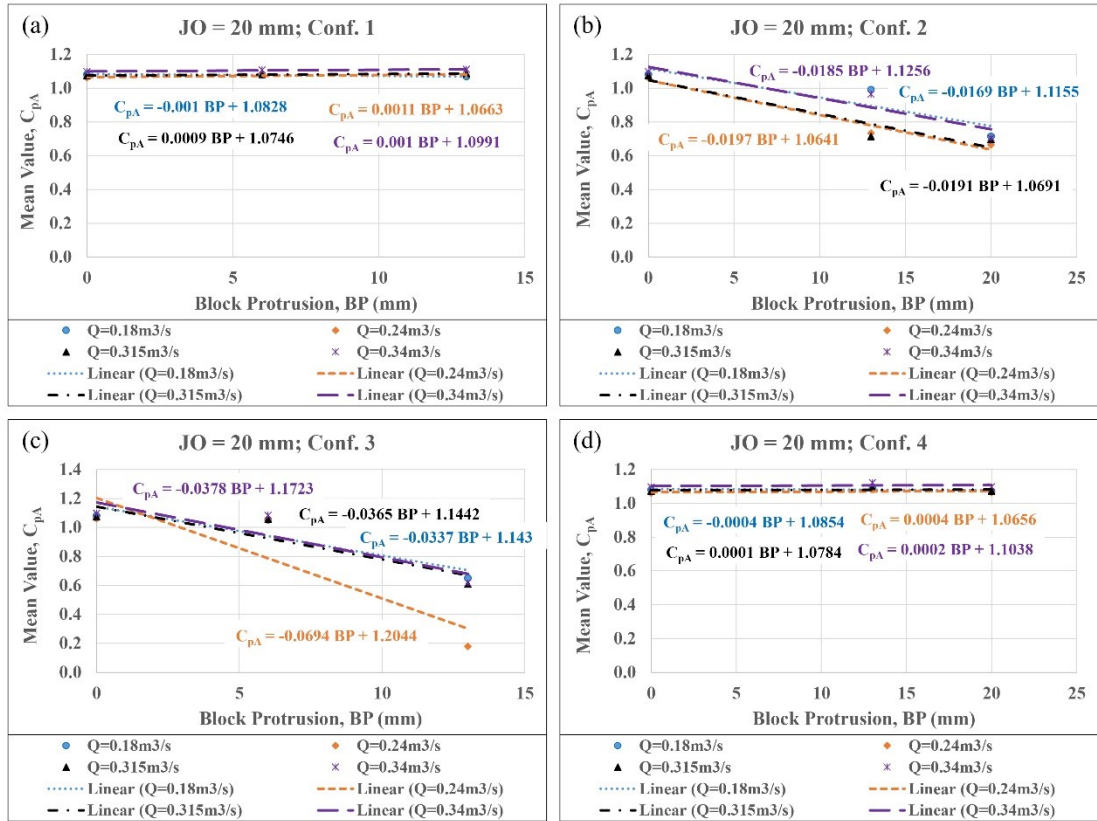 (a)
JO = 20 mm; Conf. 1
Mean Value, CpA
1.2
1.0
0.8
0.6
0.4
0.2
0.0
CpA = -0.001 BP + 1.0828
CpA = 0.0011 BP + 1.0663
CpA = 0.0009 BP + 1.0746
CpA = 0.001 BP + 1.0991
0 5 10 15
Block Protrusion, BP (mm)
Q=0.18m3/s Q=0.24m3/s
Q=0.315m3/s Q=0.34m3/s
Linear (Q=0.18m3/s) Linear (Q=0.24m3/s)
Linear (Q=0.315m3/s) Linear (Q=0.34m3/s)
(b)
JO = 20 mm; Conf. 2
Mean Value, CpA
1.2
1.0
0.8
0.6
0.4
0.2
0.0
CpA = -0.0185 BP + 1.1256
CpA = -0.0169 BP + 1.1155
CpA = -0.0197 BP + 1.0641
CpA = -0.0191 BP + 1.0691
0 5 10 15 20 25
Block Protrusion, BP (mm)
Q=0.18m3/s Q=0.24m3/s
Q=0.315m3/s Q=0.34m3/s
Linear (Q=0.18m3/s) Linear (Q=0.24m3/s)
Linear (Q=0.315m3/s) Linear (Q=0.34m3/s)
(c)
JO = 20 mm; Conf. 3
Mean Value, CpA
1.4
1.2
1.0
0.8
0.6
0.4
0.2
0.0
CpA = -0.0378 BP + 1.1723
CpA = -0.0365 BP + 1.1442
CpA = -0.0337 BP + 1.143
CpA = -0.0694 BP + 1.2044
0 5 10 15
Block Protrusion, BP (mm)
Q=0.18m3/s Q=0.24m3/s
Q=0.315m3/s Q=0.34m3/s
Linear (Q=0.18m3/s) Linear (Q=0.24m3/s)
Linear (Q=0.315m3/s) Linear (Q=0.34m3/s)
(d)
JO = 20 mm; Conf. 4
Mean Value, CpA
1.2
1.0
0.8
0.6
0.4
0.2
0.0
CpA = -0.0004 BP + 1.0854
CpA = 0.0004 BP + 1.0656
CpA = 0.0001 BP + 1.0784
CpA = 0.0002 BP + 1.1038
0 5 10 15 20 25
Block Protrusion, BP (mm)
Q=0.18m3/s Q=0.24m3/s
Q=0.315m3/s Q=0.34m3/s
Linear (Q=0.18m3/s) Linear (Q=0.24m3/s)
Linear (Q=0.315m3/s) Linear (Q=0.34m3/s)